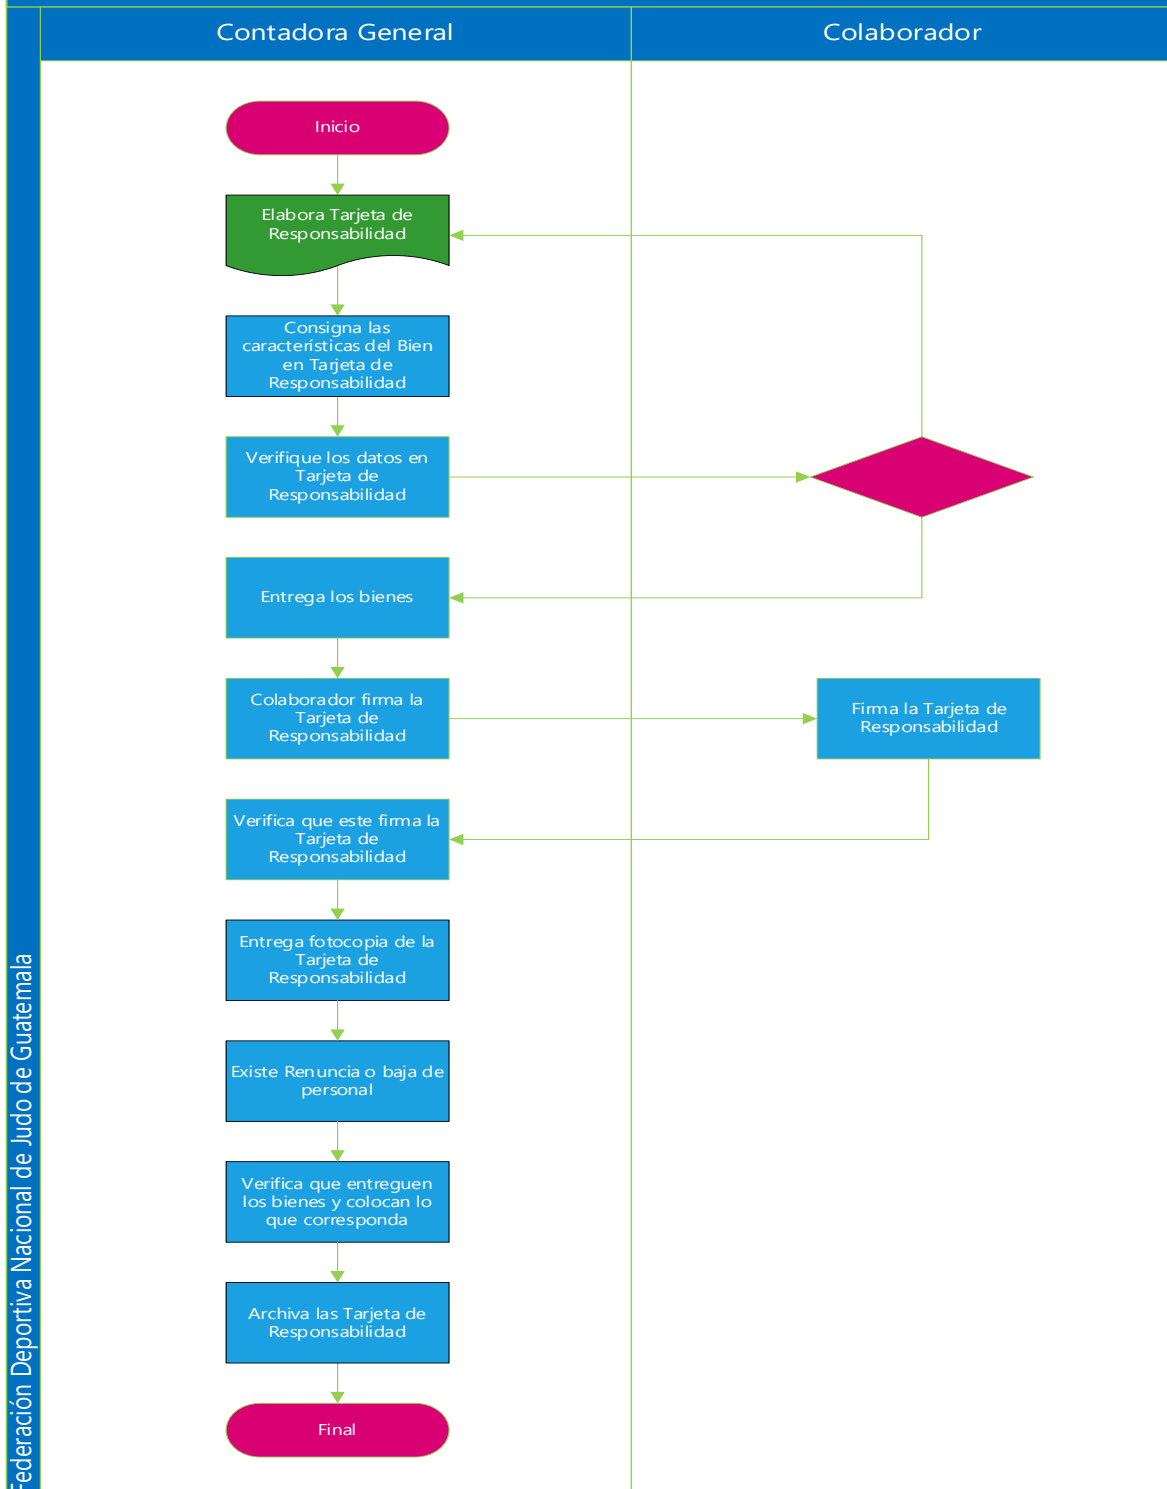 Contadora General
Colaborador
Inicio
Elabora Tarjeta de
Responsabilidad
Consigna las
características del Bien
en Tarjeta de
Responsabilidad
Verifique los datos en
Tarjeta de
Responsabilidad
Entrega los bienes
Colaborador firma la
Tarjeta de
Responsabilidad
Firma la Tarjeta de
Responsabilidad
Verifica que este firma la
Tarjeta de
Responsabilidad
Entrega fotocopia de la
Tarjeta de
Responsabilidad
Existe Renuncia o baja de
personal
Verifica que entreguen
los bienes y colocan lo
que corresponda
Archiva las Tarjeta de
Responsabilidad
Final
Federación Deportiva Nacional de Judo de Guatemala